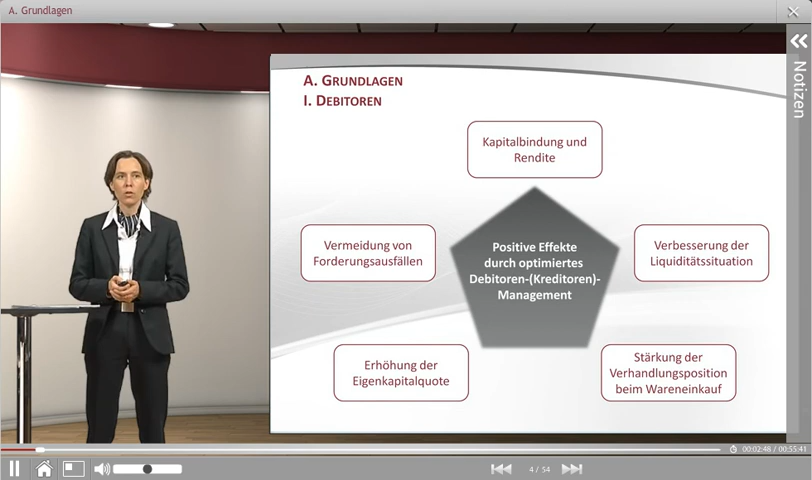 A. Grundlagen
Notizen
A. GRUNDLAGEN
I. DEBITOREN
Kapitalbindung und
Rendite
Vermeidung von
Forderungsausfällen
Positive Effekte
durch optimiertes
Debitoren-(Kreditoren)-
Management
Verbesserung der
Liquiditätssituation
Erhöhung der
Eigenkapitalquote
Stärkung der
Verhandlungsposition
beim Wareneinkauf
00:02:48 / 00:55:41
4 / 54